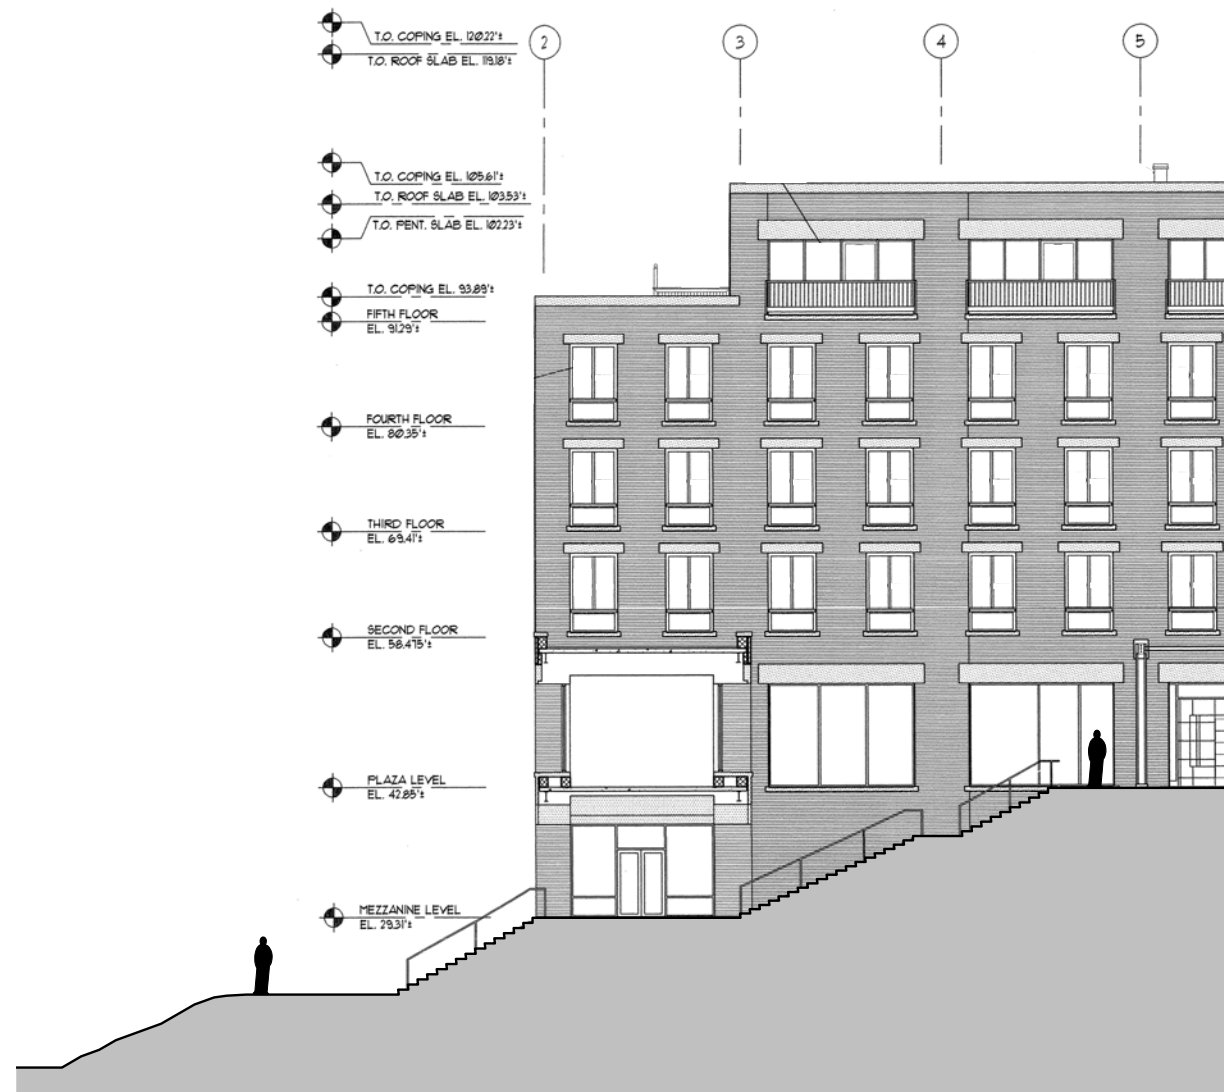 T.O. COPING EL. 120.22'±
T.O. ROOF SLAB EL. 119.18'±
2
3
4
5
T.O. COPING EL. 105.61'±
T.O. ROOF SLAB EL. 103.53'±
T.O. PENT. SLAB EL. 102.23'±
T.O. COPING EL. 93.89'±
FIFTH FLOOR
EL. 91.29'±
FOURTH FLOOR
EL. 80.35'±
THIRD FLOOR
EL. 69.41'±
SECOND FLOOR
EL. 58.475'±
PLAZA LEVEL
EL. 42.85'±
MEZZANINE LEVEL
EL. 29.31'±